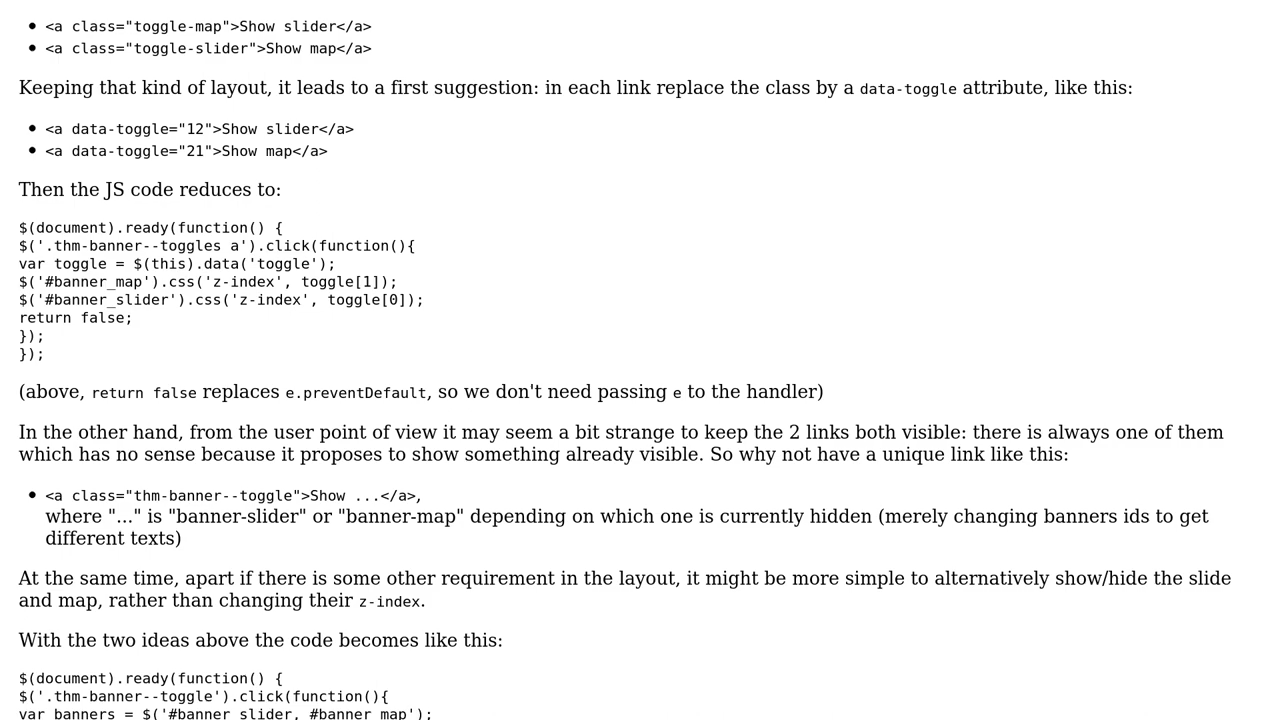 <a class="toggle-map">Show slider</a>
<a class="toggle-slider">Show map</a>
Keeping that kind of layout, it leads to a first suggestion: in each link replace the class by a data-toggle attribute, like this:
<a data-toggle="12">Show slider</a>
<a data-toggle="21">Show map</a>
Then the JS code reduces to:
$(document).ready(function() {
$('.thm-banner--toggles a').click(function(){
var toggle = $(this).data('toggle');
$('#banner_map').css('z-index', toggle[1]);
$('#banner_slider').css('z-index', toggle[0]);
return false;
});
});
(above, return false replaces e.preventDefault, so we don't need passing e to the handler)
In the other hand, from the user point of view it may seem a bit strange to keep the 2 links both visible: there is always one of them
which has no sense because it proposes to show something already visible. So why not have a unique link like this:
<a class="thm-banner--toggle">Show ...</a>,
where "..." is "banner-slider" or "banner-map" depending on which one is currently hidden (merely changing banners ids to get
different texts)
At the same time, apart if there is some other requirement in the layout, it might be more simple to alternatively show/hide the slide
and map, rather than changing their z-index.
With the two ideas above the code becomes like this:
$(document).ready(function() {
$('.thm-banner--toggle').click(function(){
var banners = $('#banner_slider, #banner_map');